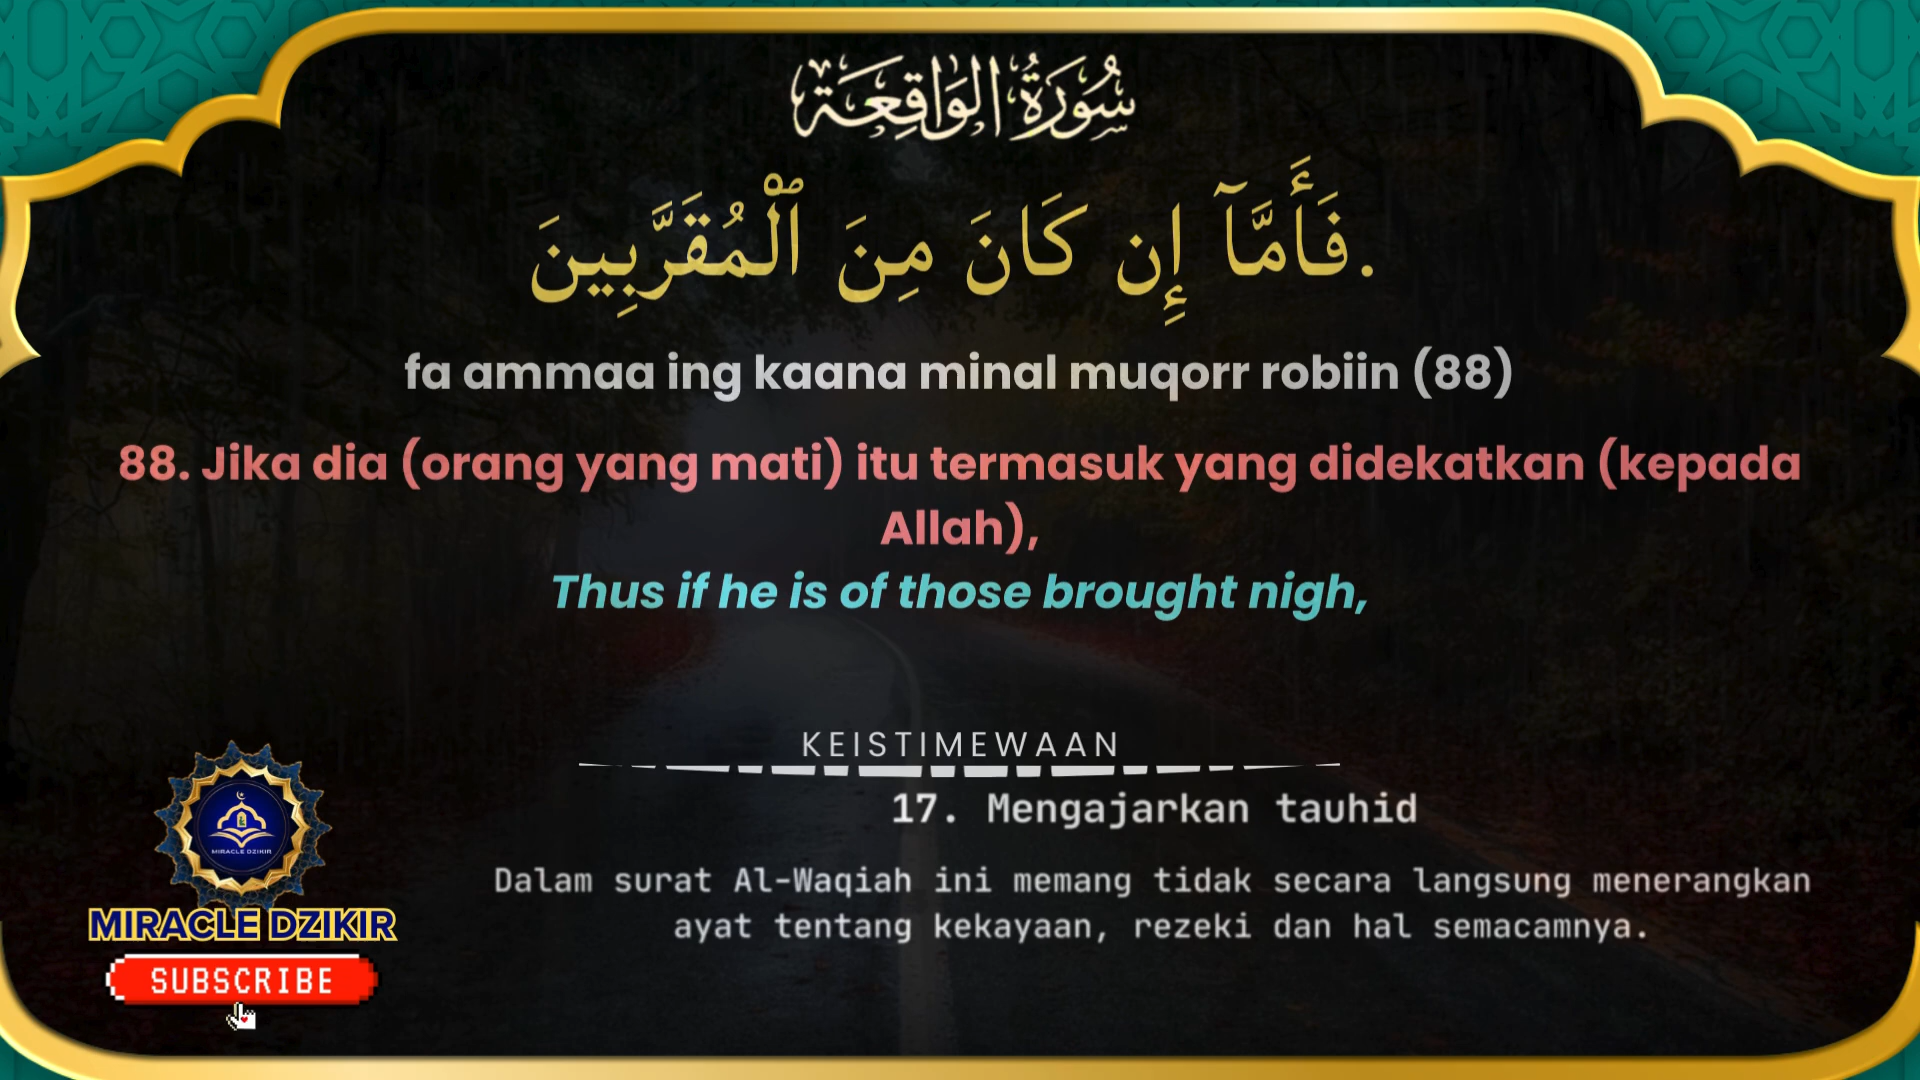 سُورَةُ الوَاقِعَة
فَأَمَّآ إِن كَانَ مِنَ ٱلْمُقَرَّبِينَ.
fa ammaa ing kaana minal muqorr robiin (88)
88. Jika dia (orang yang mati) itu termasuk yang didekatkan (kepada
Allah),
Thus if he is of those brought nigh,
KEISTIMEWAAN
17. Mengajarkan tauhid
Dalam surat Al-Waqiah ini memang tidak secara langsung menerangkan
ayat tentang kekayaan, rezeki dan hal semacamnya.
MIRACLE DZIKIR
MIRACLE DZIKIR
SUBSCRIBE